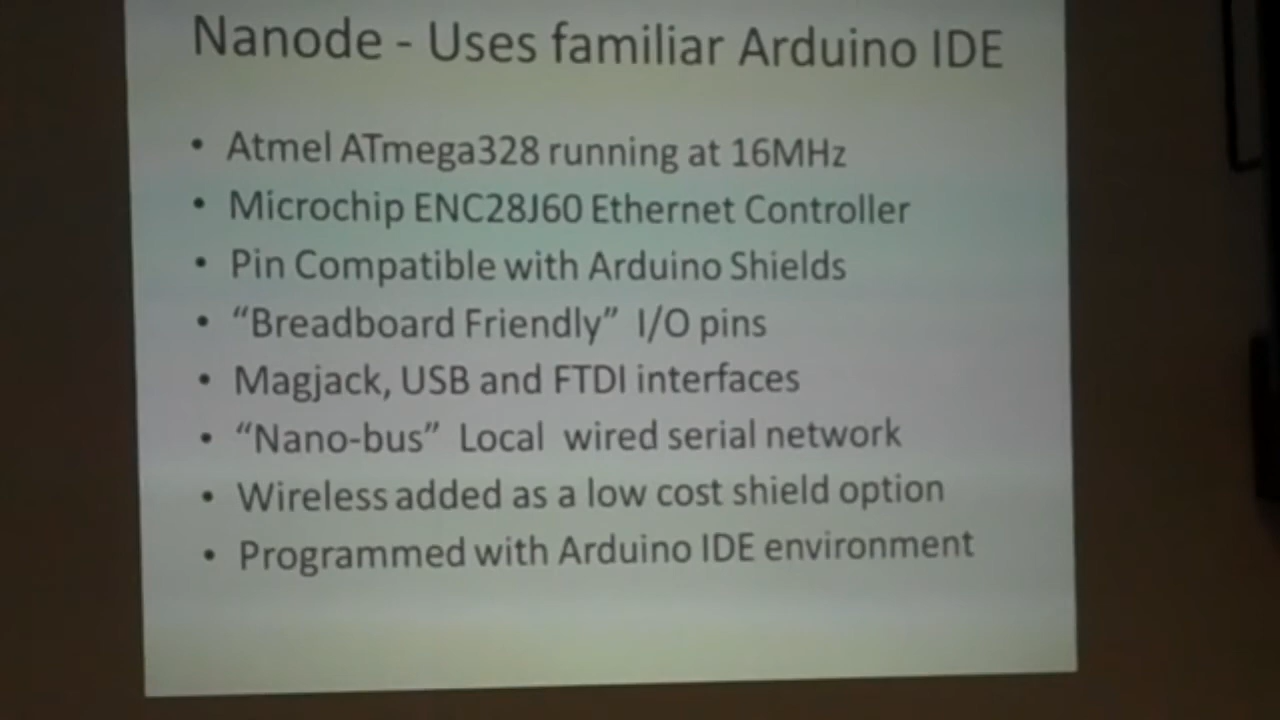 Nanode - Uses familiar Arduino IDE
• Atmel ATmega328 running at 16MHz
• Microchip ENC28J60 Ethernet Controller
• Pin Compatible with Arduino Shields
• “Breadboard Friendly” I/O pins
• Magjack, USB and FTDI interfaces
• “Nano-bus” Local wired serial network
• Wireless added as a low cost shield option
• Programmed with Arduino IDE environment